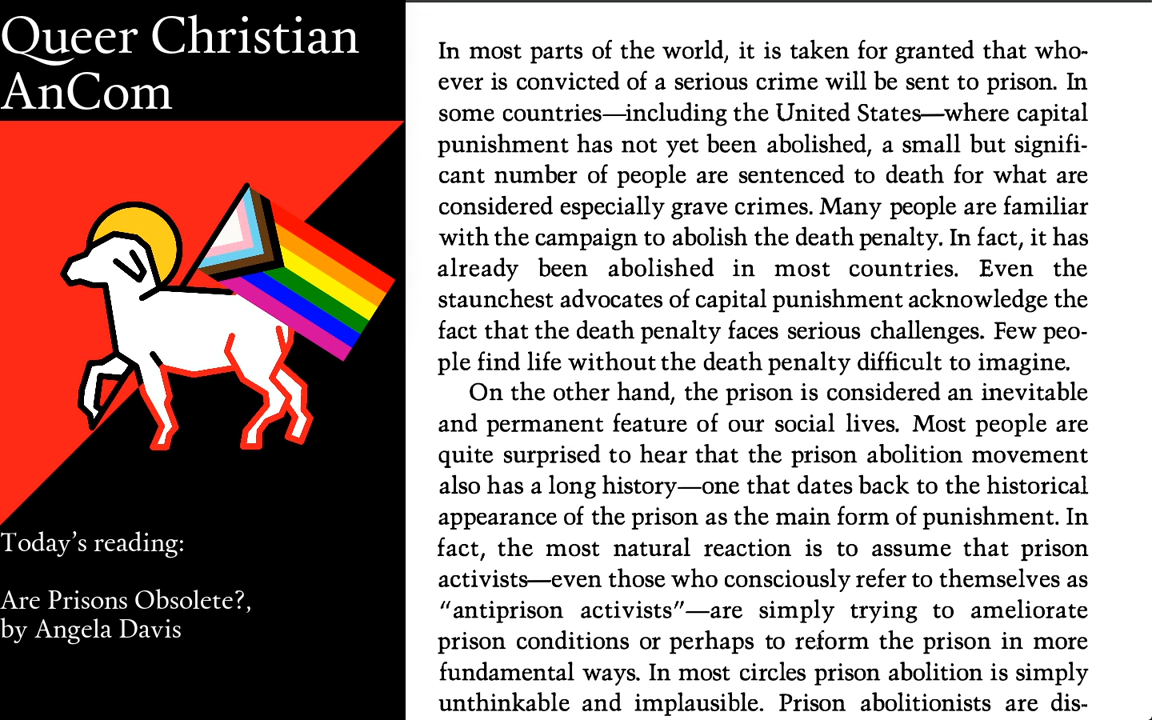 Queer Christian
AnCom
Today's reading:
Are Prisons Obsolete?,
by Angela Davis
In most parts of the world, it is taken for granted that who-
ever is convicted of a serious crime will be sent to prison. In
some countries—including the United States—where capital
punishment has not yet been abolished, a small but signifi-
cant number of people are sentenced to death for what are
considered especially grave crimes. Many people are familiar
with the campaign to abolish the death penalty. In fact, it has
already been abolished in most countries. Even the
staunchest advocates of capital punishment acknowledge the
fact that the death penalty faces serious challenges. Few peo-
ple find life without the death penalty difficult to imagine.
On the other hand, the prison is considered an inevitable
and permanent feature of our social lives. Most people are
quite surprised to hear that the prison abolition movement
also has a long history—one that dates back to the historical
appearance of the prison as the main form of punishment. In
fact, the most natural reaction is to assume that prison
activists—even those who consciously refer to themselves as
"antiprison activists"—are simply trying to ameliorate
prison conditions or perhaps to reform the prison in more
fundamental ways. In most circles prison abolition is simply
unthinkable and implausible. Prison abolitionists are dis-